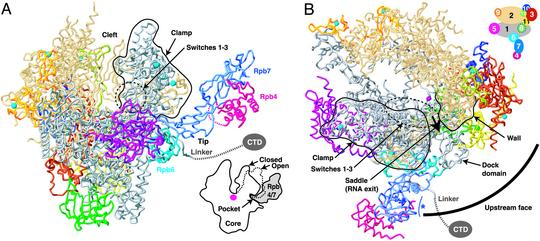 A
Cleft
Clamp
Switches 1-3
Rpb7
Rpb4
Tip
Rpb6
Linker
CTD
Closed
Open
Rpb
4/7
Pocket
Core
B
9
10
3
2
12
11
5
1
8
6
7
4
Wall
Clamp
Switches 1-3
Saddle
(RNA exit)
Dock
domain
Linker
Upstream face
CTD